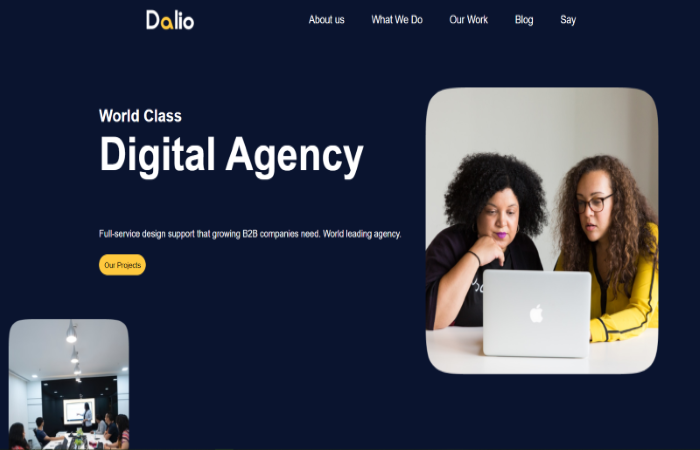 Dalio
About us What We Do Our Work Blog Say
World Class
Digital Agency
Full-service design support that growing B2B companies need. World leading agency.
Our Projects